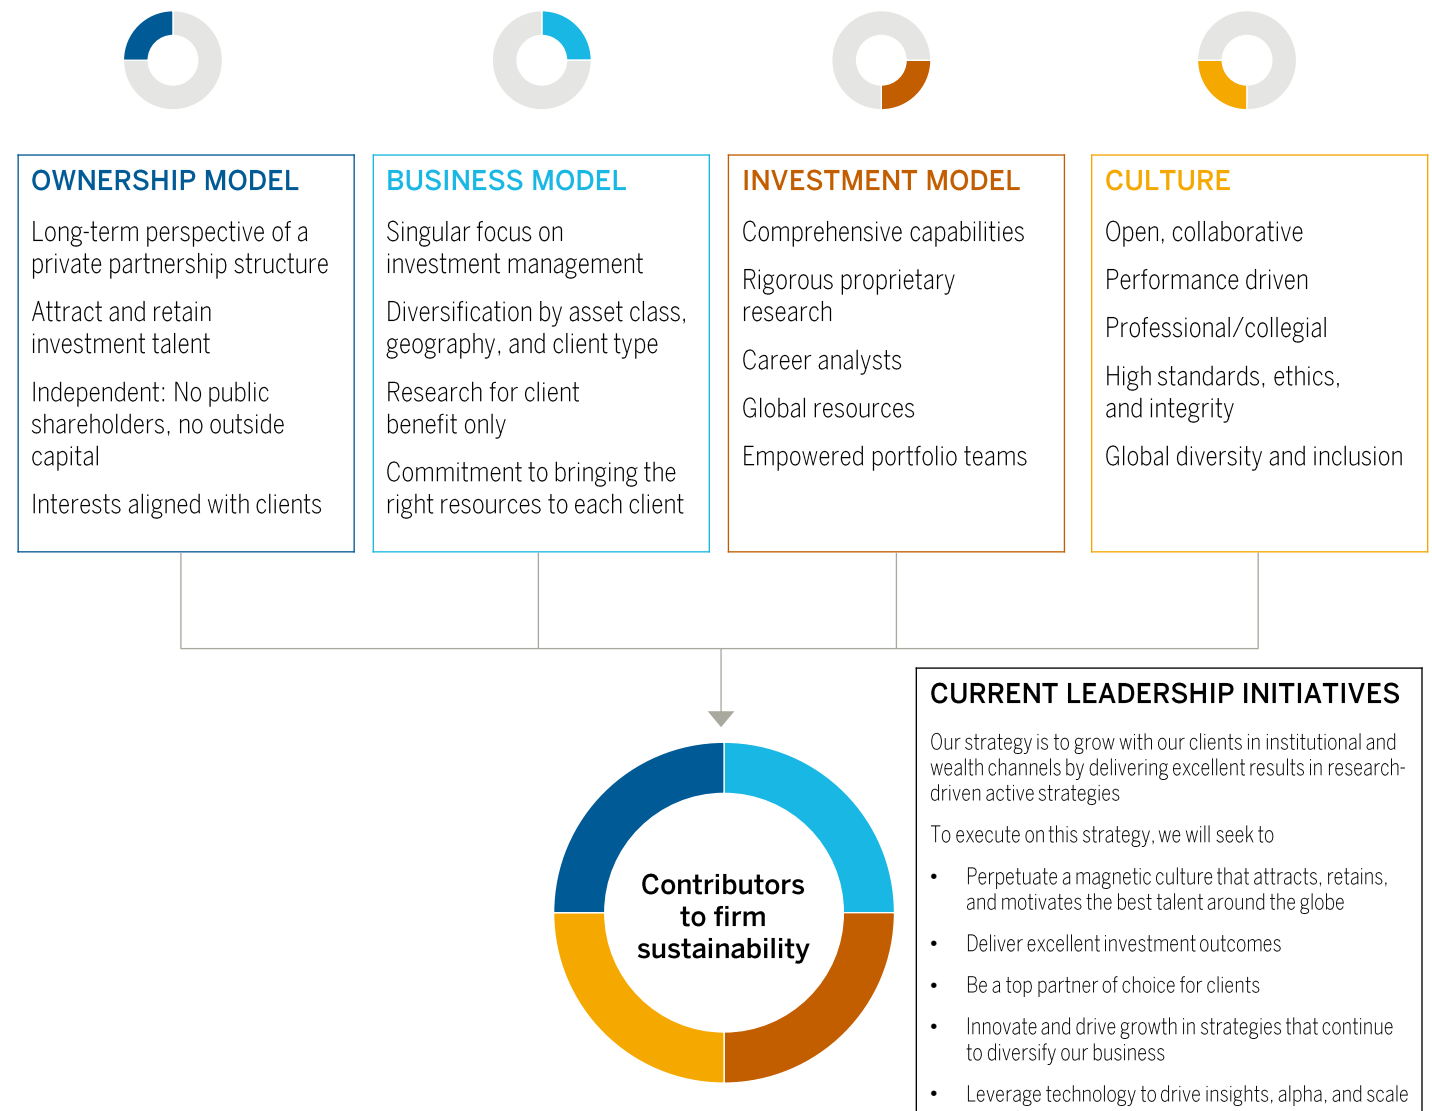 OWNERSHIP MODEL
Long-term perspective of a
private partnership structure
Attract and retain
investment talent
Independent: No public
shareholders, no outside
capital
Interests aligned with clients
BUSINESS MODEL
Singular focus on
investment management
Diversification by asset class,
geography, and client type
Research for client
benefit only
Commitment to bringing the
right resources to each client
INVESTMENT MODEL
Comprehensive capabilities
Rigorous proprietary
research
Career analysts
Global resources
Empowered portfolio teams
CULTURE
Open, collaborative
Performance driven
Professional/collegial
High standards, ethics,
and integrity
Global diversity and inclusion
Contributors
to firm
sustainability
CURRENT LEADERSHIP INITIATIVES
Our strategy is to grow with our clients in institutional and
wealth channels by delivering excellent results in research-
driven active strategies
To execute on this strategy, we will seek to
• Perpetuate a magnetic culture that attracts, retains,
and motivates the best talent around the globe
• Deliver excellent investment outcomes
• Be a top partner of choice for clients
• Innovate and drive growth in strategies that continue
to diversify our business
• Leverage technology to drive insights, alpha, and scale